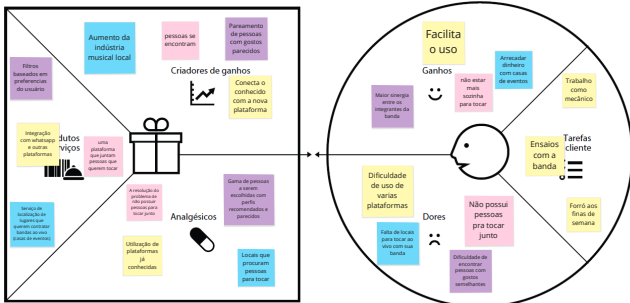 Aumento da
indústria
musical local
pessoas se
encontram
Pareamento
de pessoas
com gostos
parecidos
Filtros
baseados em
preferencias
do usuário
Criadores de ganhos
Conecta o
conhecido
com a nova
plataforma
Integração
com whatsapp
e outras
plataformas
dutos
rviços
uma
plataforma
que juntam
pessoas que
querem tocar
A resolução do
problema de
não possuir
pessoas para
tocar junto
Gama de pessoas
a serem
escolhidas com
perfis
recomendados e
parecidos
Serviço de
localização de
lugares que
querem contratar
bandas ao vivo
(casas de eventos)
Analgésicos
Utilização de
plataformas
já
conhecidas
Locais que
procuram
pessoas
para tocar
Facilita
o uso
Ganhos
Arrecadar
dinheiro
com casas
de eventos
não estar
mais
sozinha
para tocar
Maior sinergia
entre os
integrantes da
banda
Trabalho
como
mecânico
Ensaios
com a
banda
Tarefas
cliente
Dificuldade
de uso de
varias
plataformas
Não possui
pessoas
pra tocar
junto
Forró aos
finas de
semana
Dores
Falta de locais
para tocar ao
vivo com sua
banda
Dificuldade de
encontrar
pessoas com
gostos
semelhantes